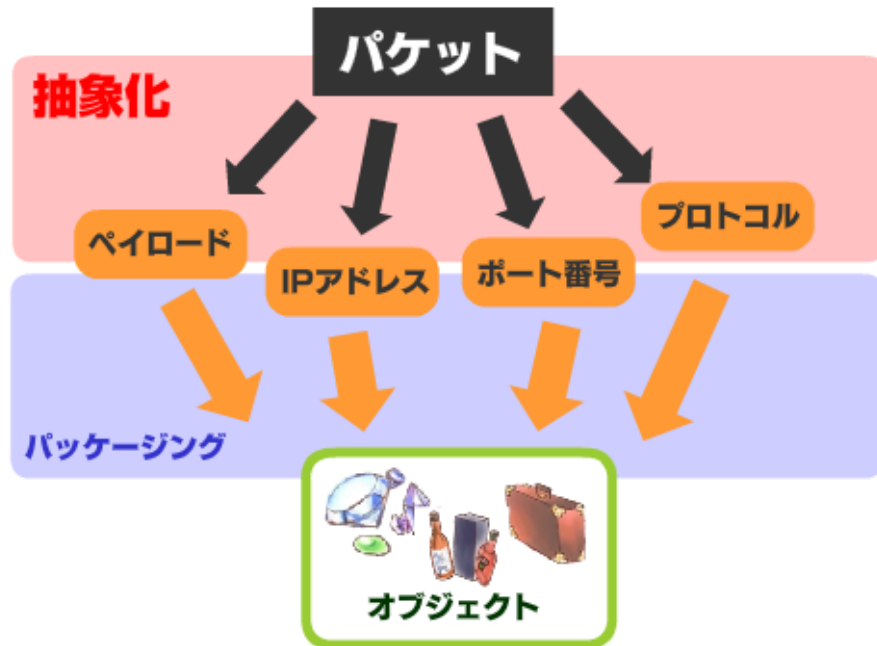 パケット
抽象化
ペイロード
IPアドレス
ポート番号
プロトコル
パッケージング
オブジェクト